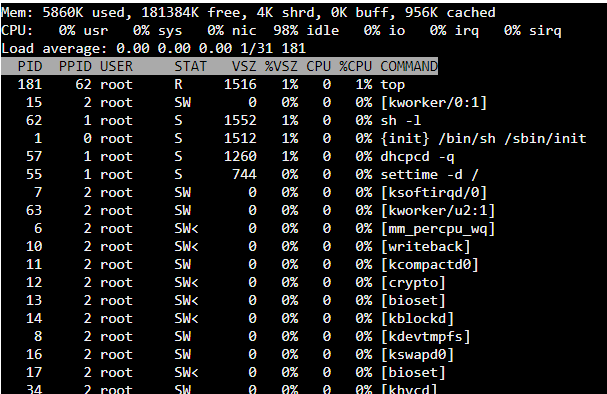 Mem: 5860K used, 181384K free, 4K shrd, 0K buff, 956K cached
CPU:   0% usr   0% sys   0% nic  98% idle   0% io   0% irq   0% sirq
Load average: 0.00 0.00 0.00 1/31 181
  PID  PPID USER     STAT   VSZ %VSZ CPU %CPU COMMAND
  181    62 root     R     1516   1%   0   1% top
   15     2 root     SW       0   0%   0   0% [kworker/0:1]
   62     1 root     S     1552   1%   0   0% sh -l
    1     0 root     S     1512   1%   0   0% {init} /bin/sh /sbin/init
   57     1 root     S     1260   1%   0   0% dhcpcd -q
   55     1 root     S      744   0%   0   0% settime -d /
    7     2 root     SW       0   0%   0   0% [ksoftirqd/0]
   63     2 root     SW       0   0%   0   0% [kworker/u2:1]
    6     2 root     SW<      0   0%   0   0% [mm_percpu_wq]
   10     2 root     SW<      0   0%   0   0% [writeback]
   11     2 root     SW       0   0%   0   0% [kcompactd0]
   12     2 root     SW<      0   0%   0   0% [crypto]
   13     2 root     SW<      0   0%   0   0% [bioset]
   14     2 root     SW<      0   0%   0   0% [kblockd]
    8     2 root     SW       0   0%   0   0% [kdevtmpfs]
   16     2 root     SW       0   0%   0   0% [kswapd0]
   17     2 root     SW<      0   0%   0   0% [bioset]
   34     2 root     SW       0   0%   0   0% [khvcd]